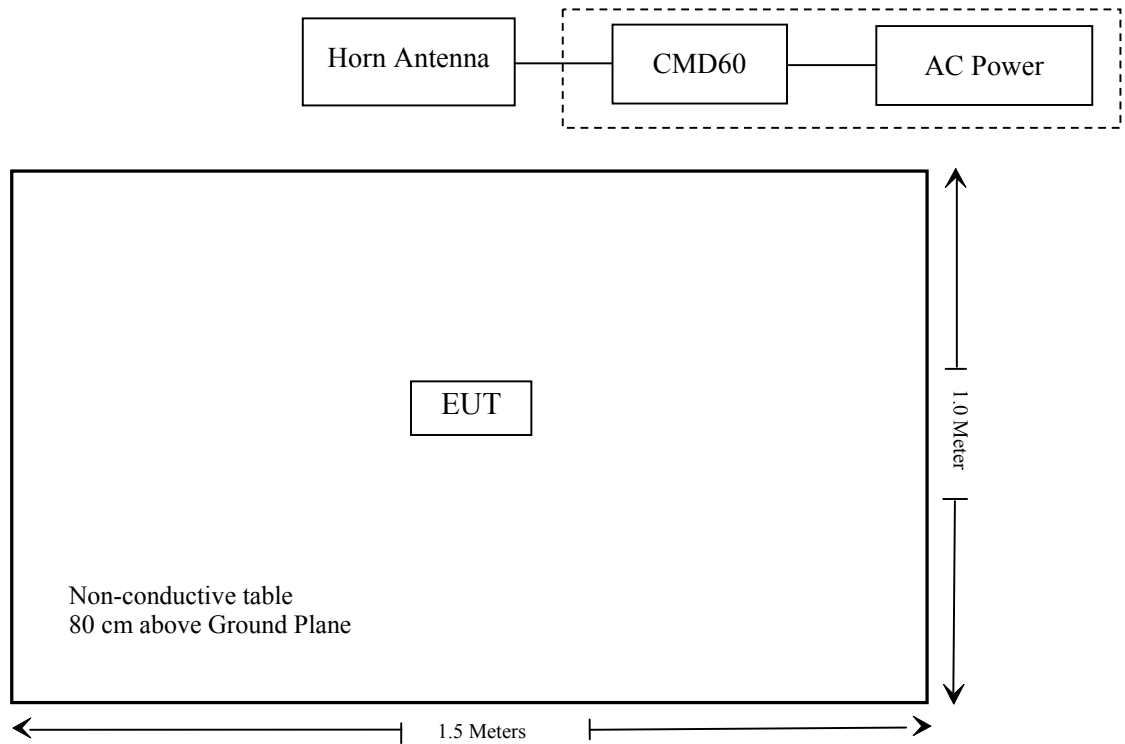 Horn Antenna
CMD60
AC Power
EUT
1.0 Meter
Non-conductive table
80 cm above Ground Plane
1.5 Meters